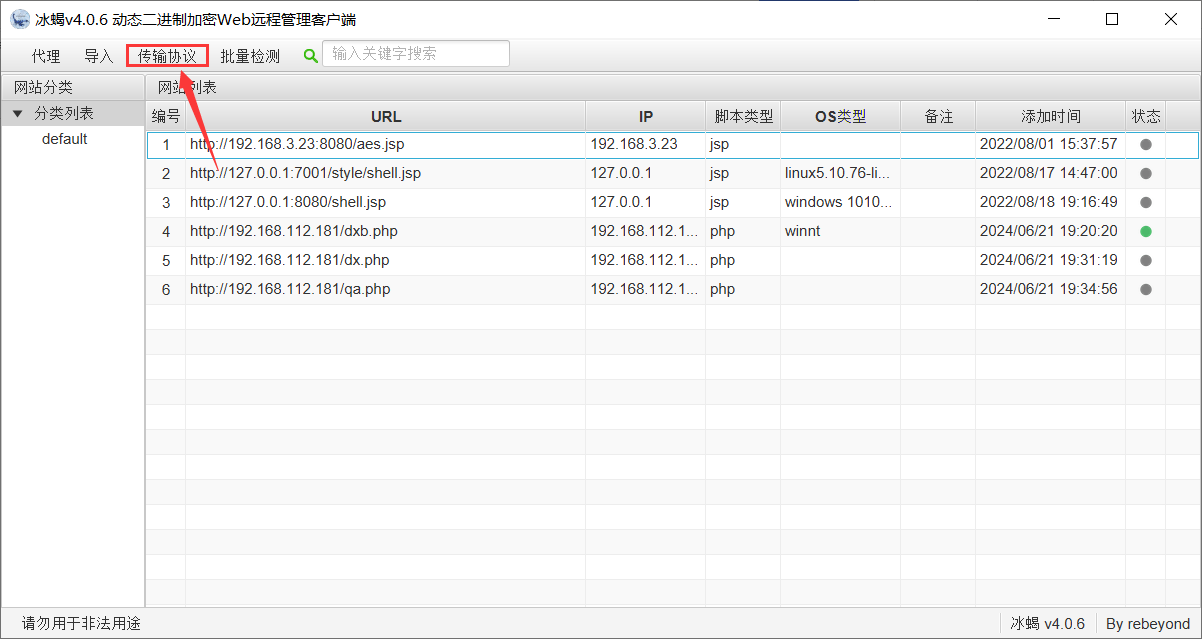 冰蝎v4.0.6 动态二进制加密Web远程管理客户端
代理 导入 传输协议 批量检测 输入关键字搜索
网站分类 网站列表
分类列表 编号 URL IP 脚本类型 OS类型 备注 添加时间 状态
default
1 http://192.168.3.23:8080/aes.jsp 192.168.3.23 jsp 2022/08/01 15:37:57
2 http://127.0.0.1:7001/style/shell.jsp 127.0.0.1 jsp linux5.10.76-li... 2022/08/17 14:47:00
3 http://127.0.0.1:8080/shell.jsp 127.0.0.1 jsp windows 1010... 2022/08/18 19:16:49
4 http://192.168.112.181/dxb.php 192.168.112.1... php winnt 2024/06/21 19:20:20
5 http://192.168.112.181/dx.php 192.168.112.1... php 2024/06/21 19:31:19
6 http://192.168.112.181/qa.php 192.168.112.1... php 2024/06/21 19:34:56
请勿用于非法用途 冰蝎 v4.0.6 By rebeyond